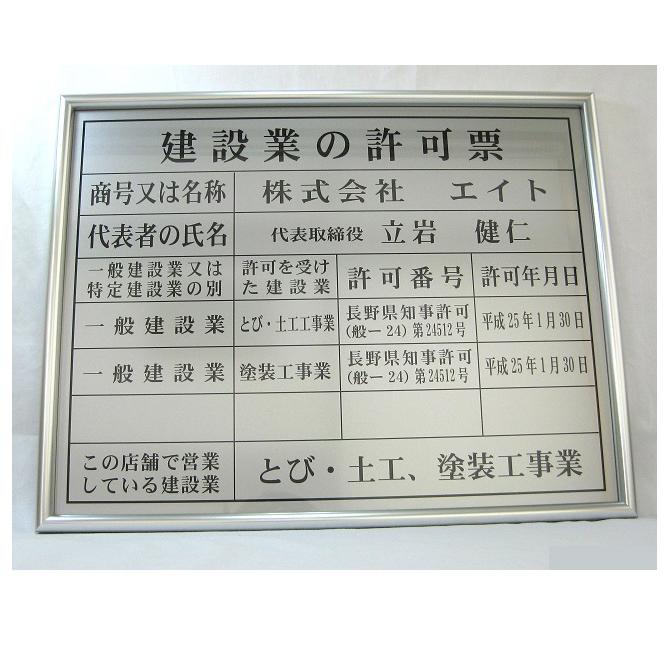 建設業の許可票
商号又は名称 株式会社 エイト
代表者の氏名 代表取締役 立岩 健仁
一般建設業又は 許可を受け 許可番号 許可年月日
特定建設業の別 た建設業
一般建設業 とび・土工工事業 長野県知事許可 平成25年1月30日
(般ー24)第24512号
一般建設業 塗装工事業 長野県知事許可 平成25年1月30日
(般ー24)第24512号
この店舗で営業 とび・土工、塗装工事業
している建設業